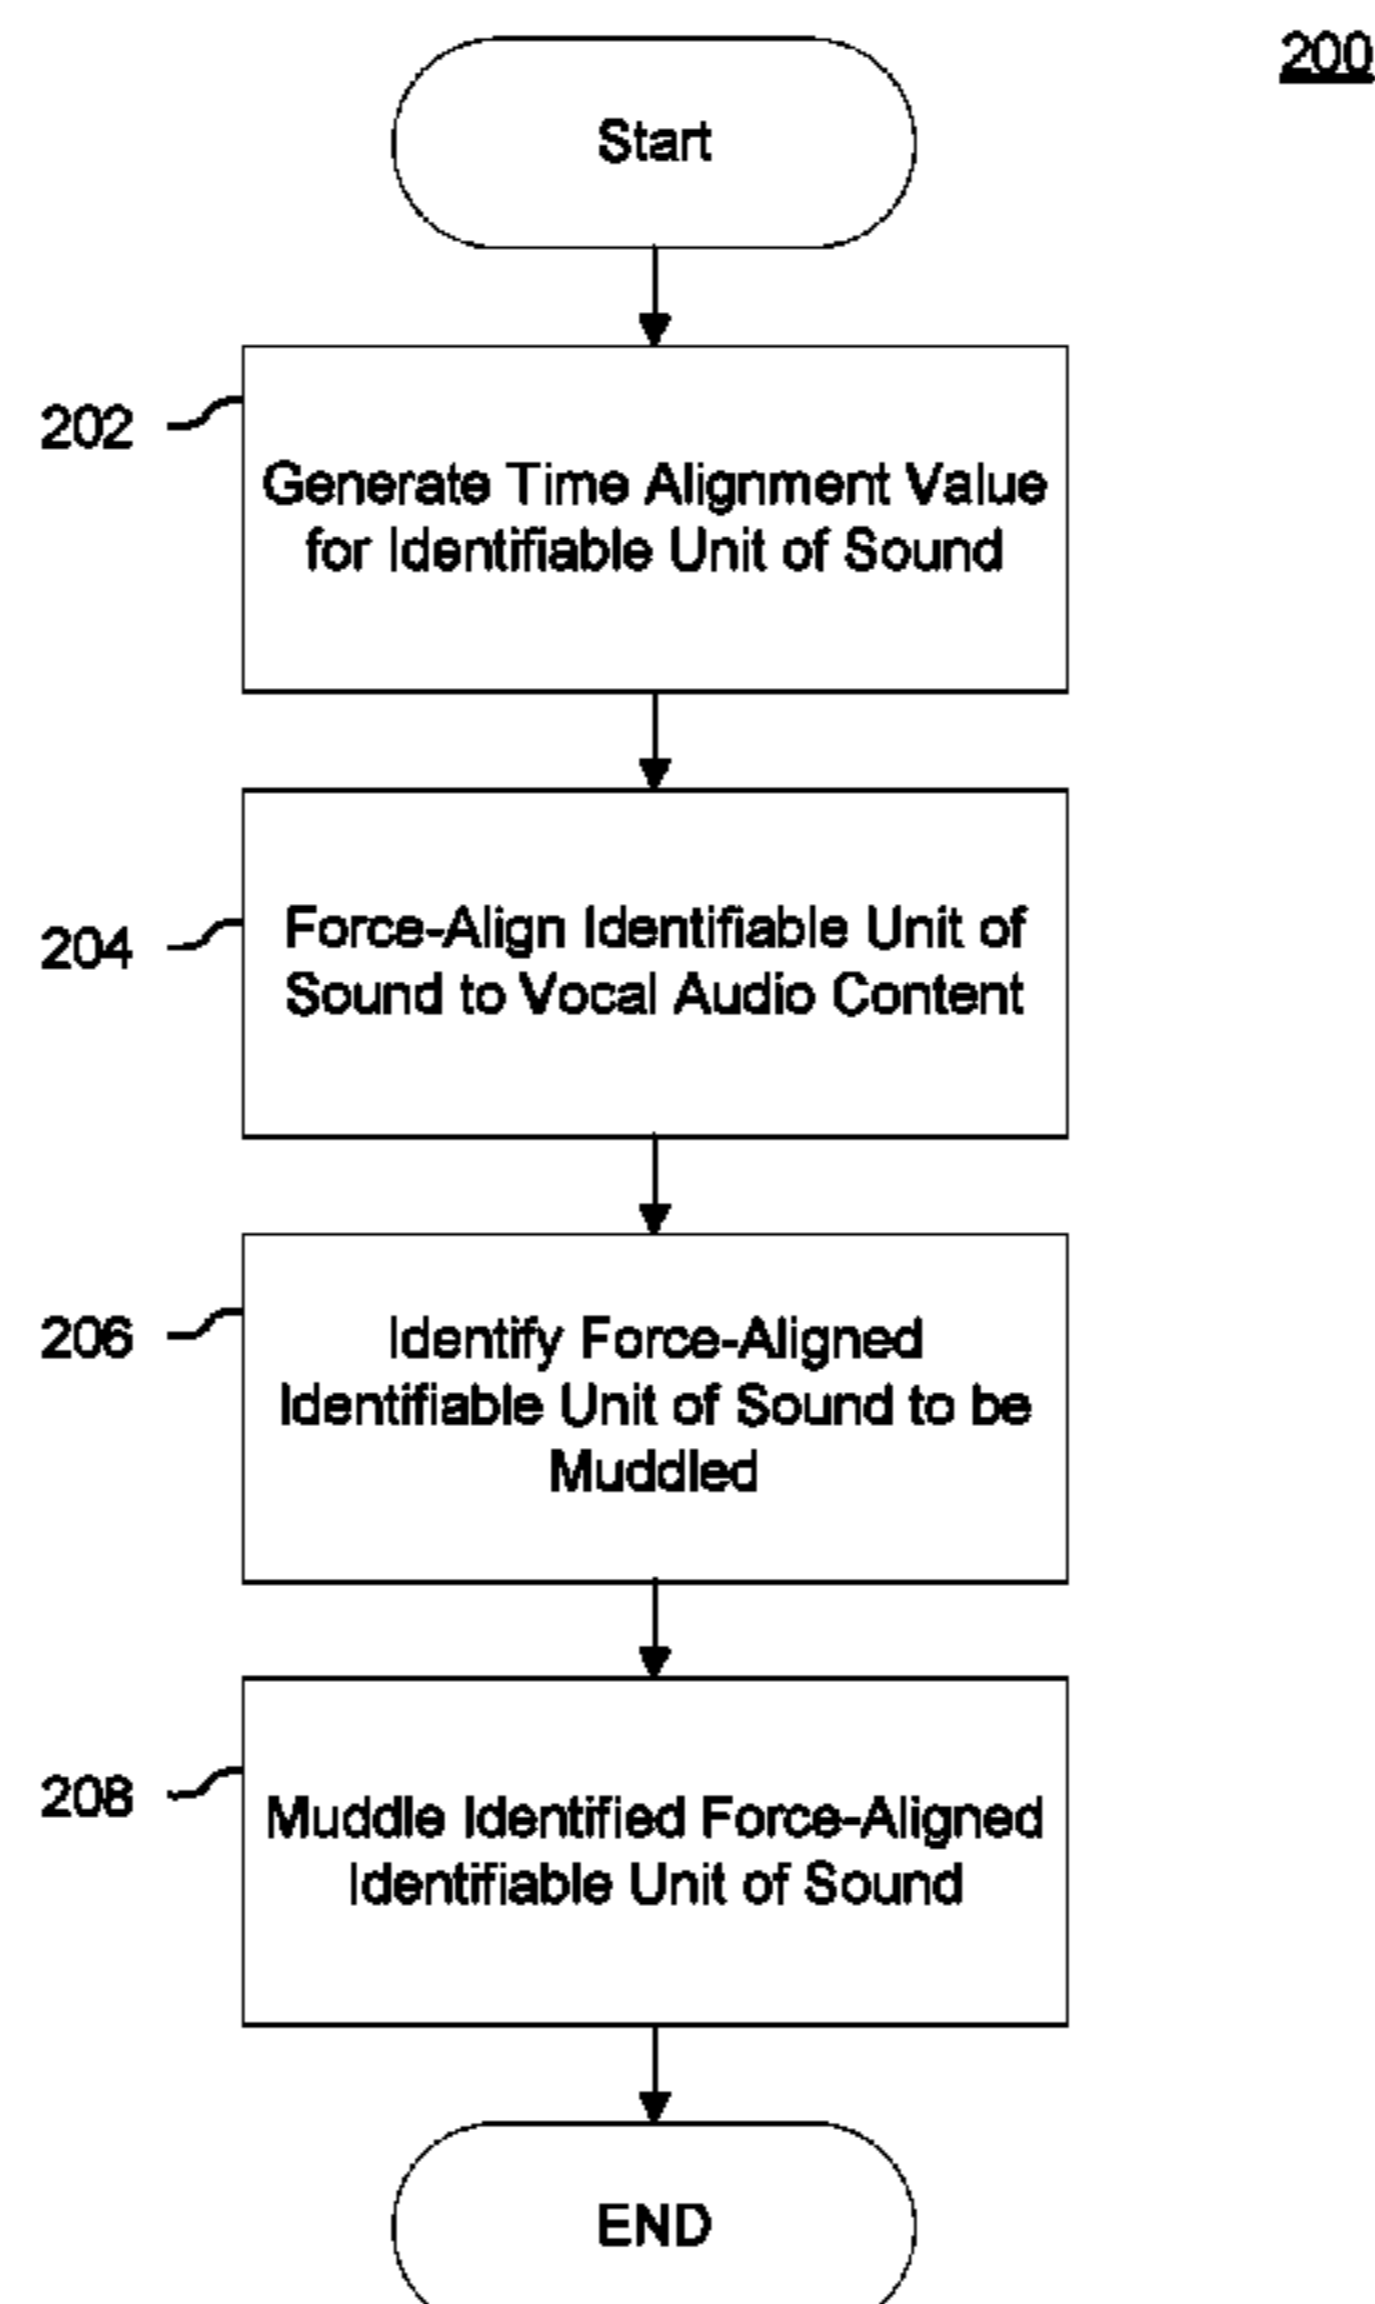 200
Start
202
Generate Time Alignment Value
for Identifiable Unit of Sound
204
Force-Align Identifiable Unit of
Sound to Vocal Audio Content
206
Identify Force-Aligned
Identifiable Unit of Sound to be
Muddled
208
Muddle Identified Force-Aligned
Identifiable Unit of Sound
END